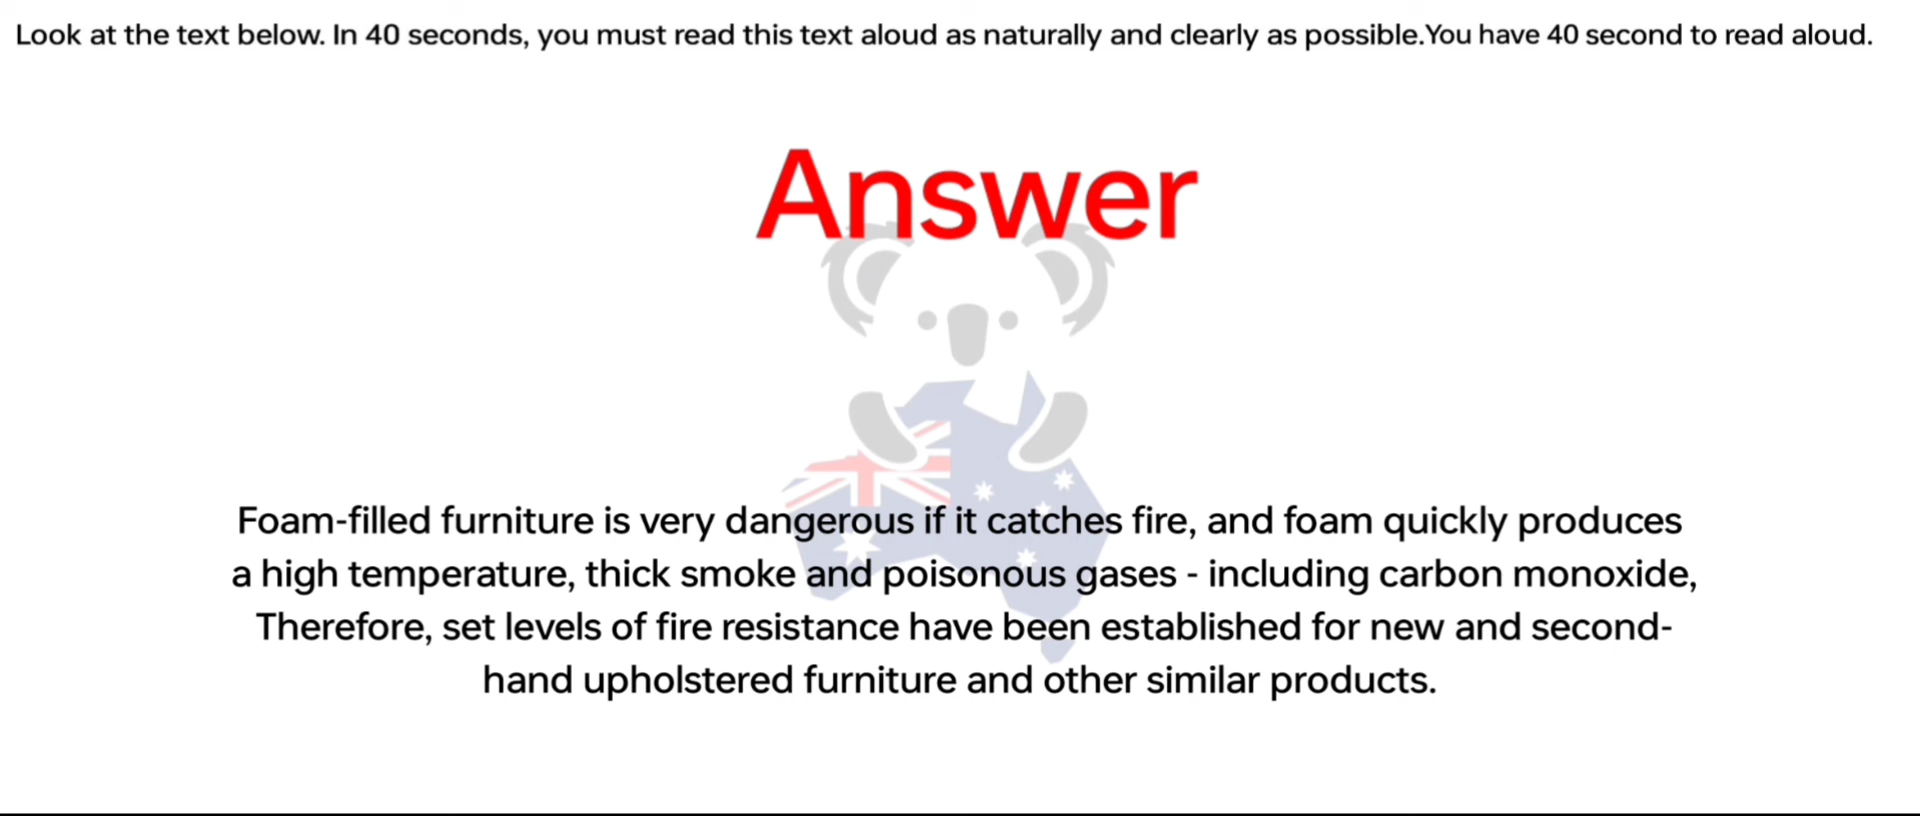 Look at the text below. In 40 seconds, you must read this text aloud as naturally and clearly as possible.You have 40 second to read aloud.
Answer
Foam-filled furniture is very dangerous if it catches fire, and foam quickly produces
a high temperature, thick smoke and poisonous gases - including carbon monoxide,
Therefore, set levels of fire resistance have been established for new and second-
hand upholstered furniture and other similar products.